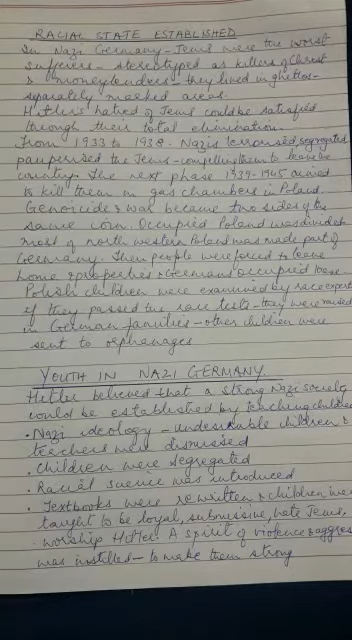 RACIAL STATE ESTABLISHED
In Nazi Germany - Jews were the worst
sufferers - stereotyped as killers of Christ
& moneylenders - they lived in ghettos -
separately marked areas.
Hitler's hatred of Jews could be satisfied
through their total elimination.
From 1933 to 1938. Nazis terrorised, segregated
pauperised the Jews - compelling them to leave the
country. The next phase 1939-1945 aimed
to kill them in gas chambers in Poland.
Genoicide & war became two sides of the
same coin. Occupied Poland was divided
most of north western Poland was made part of
Germany. Then people were forced to leave
home & properties & Germans occupied
Polish children were examined by race expert
if they passed the race tests - they were raised
in German families - other children were
sent to orphanages
YOUTH IN NAZI GERMANY.
Hitler believed that a strong Nazi society
could be established by teaching children
• Nazi ideology - undesirable children &
teachers were dismissed
. Children were segregated
. Racial science was introduced
. Textbooks were rewritten & children were
taught to be loyal, submissive, hate Jews,
. worship Hitler. A spirit of violence & aggres
was instilled - to make them strong